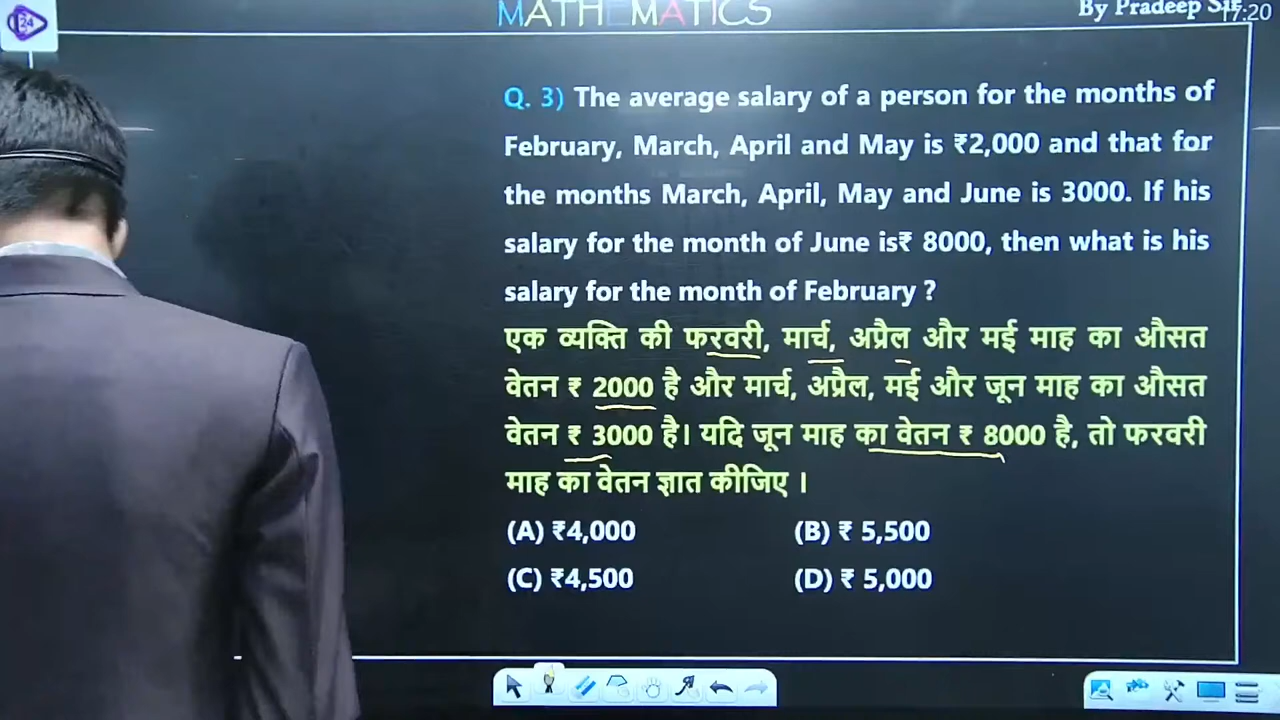 MATHEMATICS
By Pradeep Sir
17:20
24
Q. 3) The average salary of a person for the months of
February, March, April and May is ₹2,000 and that for
the months March, April, May and June is 3000. If his
salary for the month of June is₹ 8000, then what is his
salary for the month of February ?
एक व्यक्ति की फरवरी, मार्च, अप्रैल और मई माह का औसत
वेतन ₹ 2000 है और मार्च, अप्रैल, मई और जून माह का औसत
वेतन ₹ 3000 है। यदि जून माह का वेतन ₹ 8000 है, तो फरवरी
माह का वेतन ज्ञात कीजिए ।
(A) ₹4,000 (B) ₹ 5,500
(C) ₹4,500 (D) ₹ 5,000